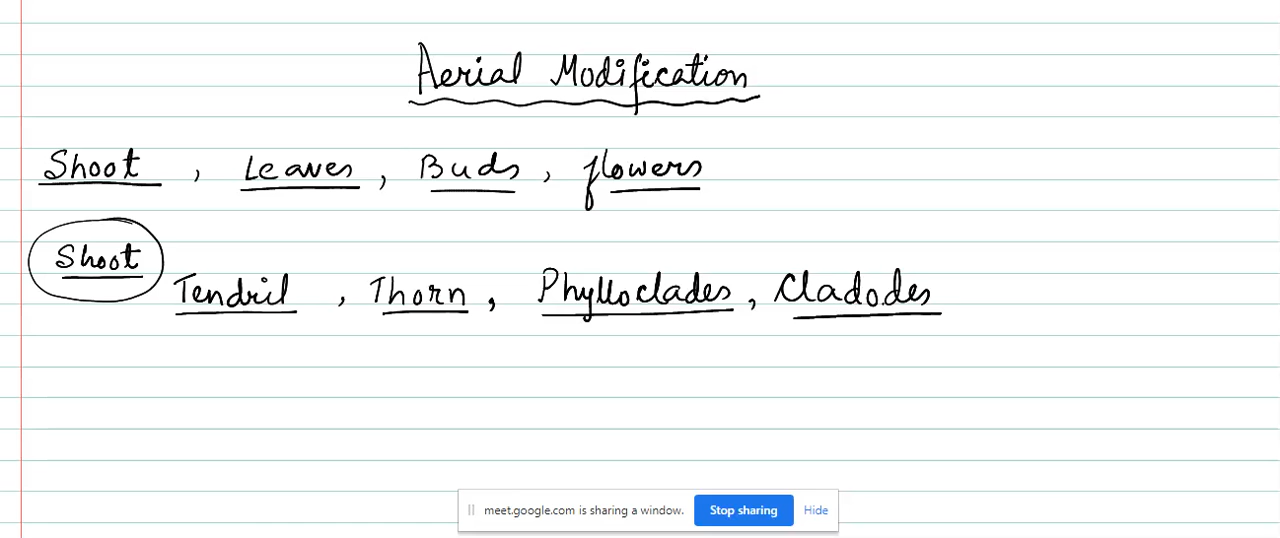 Aerial Modification
Shoot, Leaves, Buds, flowers
Shoot
Tendril, Thorn, Phylloclades, Cladodes
meet.google.com is sharing a window. Stop sharing Hide